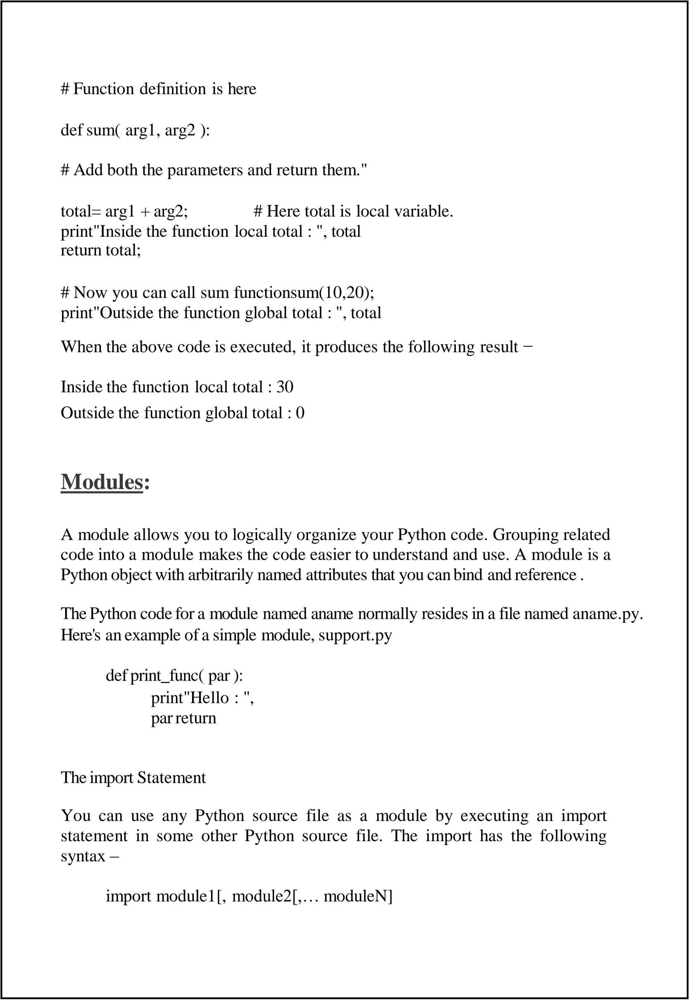 # Function definition is here
def sum( arg1, arg2 ):
# Add both the parameters and return them."
total= arg1 + arg2; # Here total is local variable.
print"Inside the function local total : ", total
return total;
# Now you can call sum functionsum(10,20);
print"Outside the function global total : ", total
When the above code is executed, it produces the following result –
Inside the function local total : 30
Outside the function global total : 0
Modules:
A module allows you to logically organize your Python code. Grouping related
code into a module makes the code easier to understand and use. A module is a
Python object with arbitrarily named attributes that you can bind and reference .
The Python code for a module named aname normally resides in a file named aname.py.
Here's an example of a simple module, support.py
def print_func( par ):
print"Hello : ",
par return
The import Statement
You can use any Python source file as a module by executing an import
statement in some other Python source file. The import has the following
syntax –
import module1[, module2[,… moduleN]